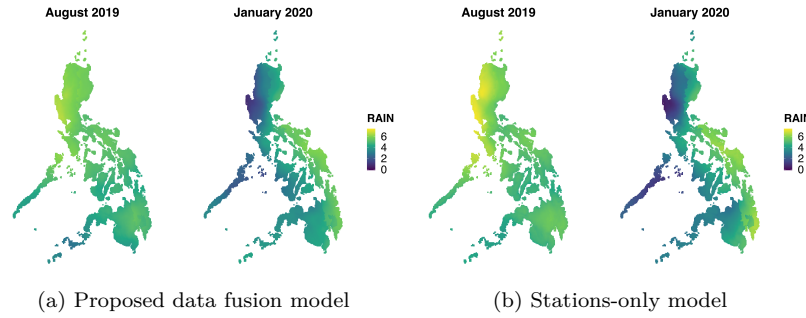 August 2019
January 2020
RAIN
6
4
2
0
(a) Proposed data fusion model
August 2019
January 2020
RAIN
6
4
2
0
(b) Stations-only model